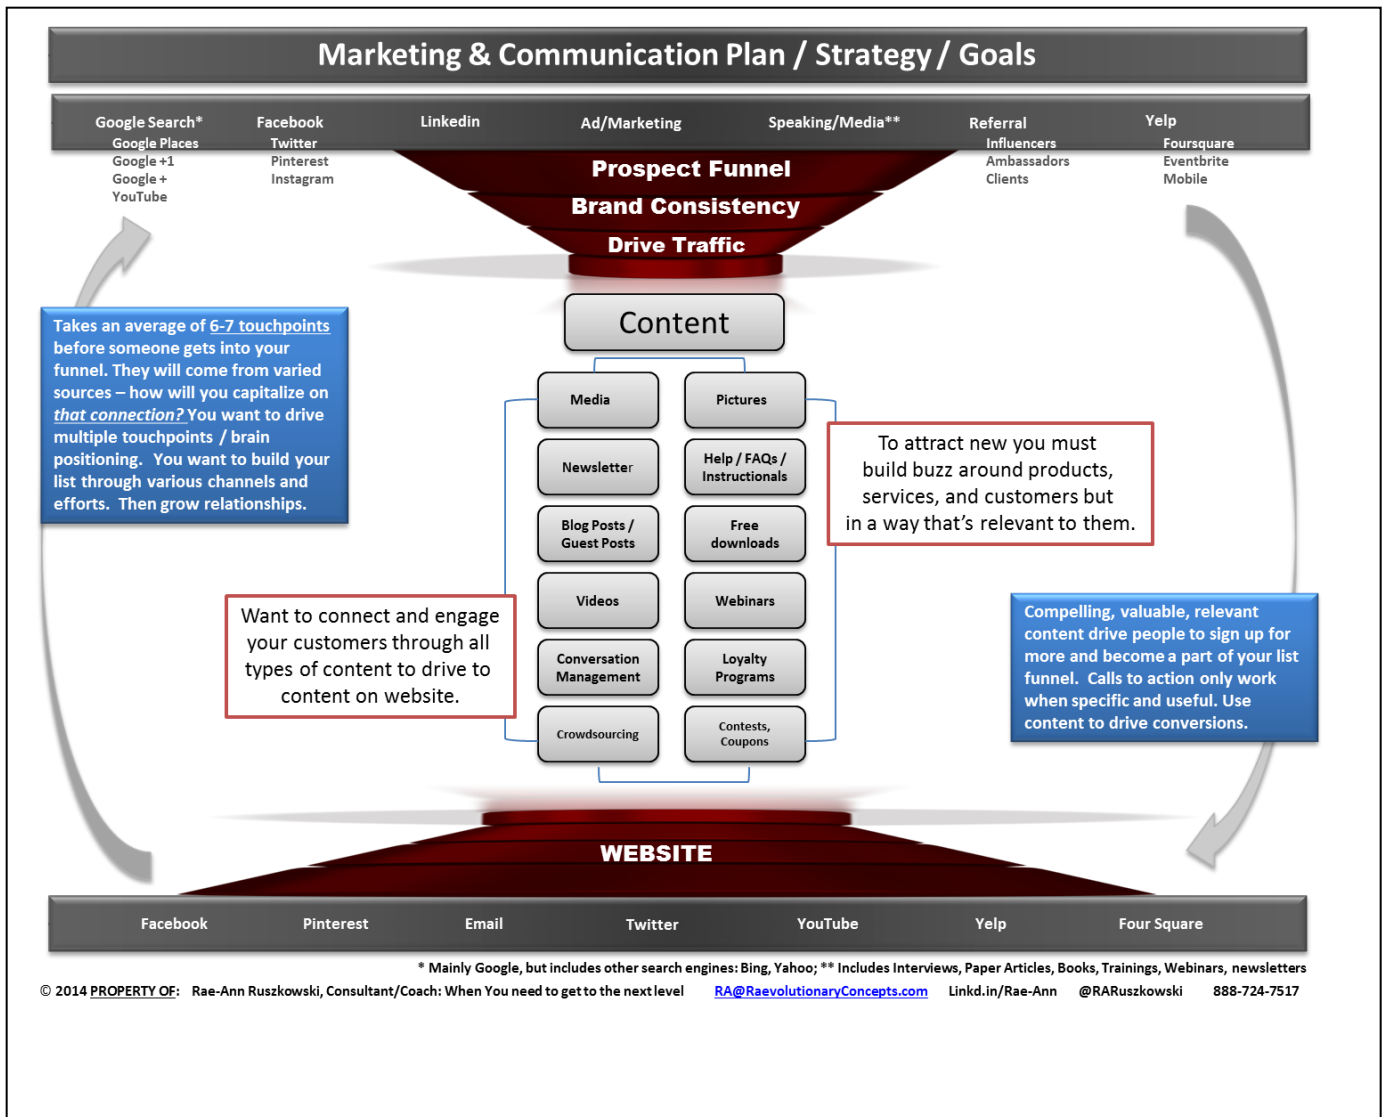 Marketing & Communication Plan / Strategy / Goals
Google Search* Facebook Linkedin Ad/Marketing Speaking/Media** Referral Yelp
Google Places Twitter Influencers Foursquare
Google +1 Pinterest Ambassadors Eventbrite
Google + Instagram Clients Mobile
YouTube
Prospect Funnel
Brand Consistency
Drive Traffic
Content
Takes an average of 6-7 touchpoints
before someone gets into your
funnel. They will come from varied
sources – how will you capitalize on
that connection? You want to drive
multiple touchpoints / brain
positioning. You want to build your
list through various channels and
efforts. Then grow relationships.
Media Pictures
Newsletter Help / FAQs /
Instructionals
Blog Posts /
Guest Posts
Free
downloads
Videos Webinars
Conversation
Management
Loyalty
Programs
Crowdsourcing Contests,
Coupons
To attract new you must
build buzz around products,
services, and customers but
in a way that's relevant to them.
Want to connect and engage
your customers through all
types of content to drive to
content on website.
Compelling, valuable, relevant
content drive people to sign up for
more and become a part of your list
funnel. Calls to action only work
when specific and useful. Use
content to drive conversions.
WEBSITE
Facebook Pinterest Email Twitter YouTube Yelp Four Square
* Mainly Google, but includes other search engines: Bing, Yahoo; ** Includes Interviews, Paper Articles, Books, Trainings, Webinars, newsletters
© 2014 PROPERTY OF: Rae-Ann Ruszkowski, Consultant/Coach: When You need to get to the next level RA@RaevolutionaryConcepts.com Linkd.in/Rae-Ann @RARuszkowski 888-724-7517